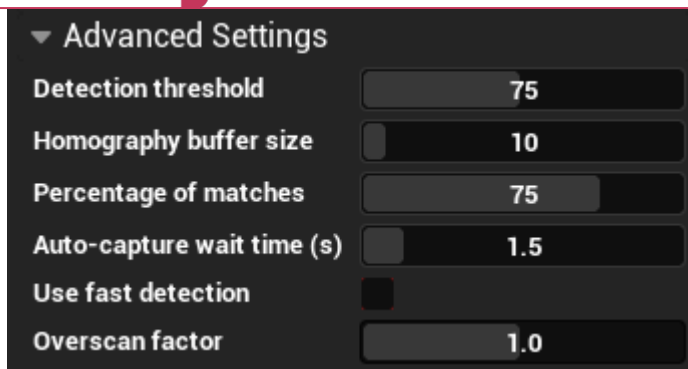 Advanced Settings
Detection threshold 75
Homography buffer size 10
Percentage of matches 75
Auto-capture wait time (s) 1.5
Use fast detection
Overscan factor 1.0